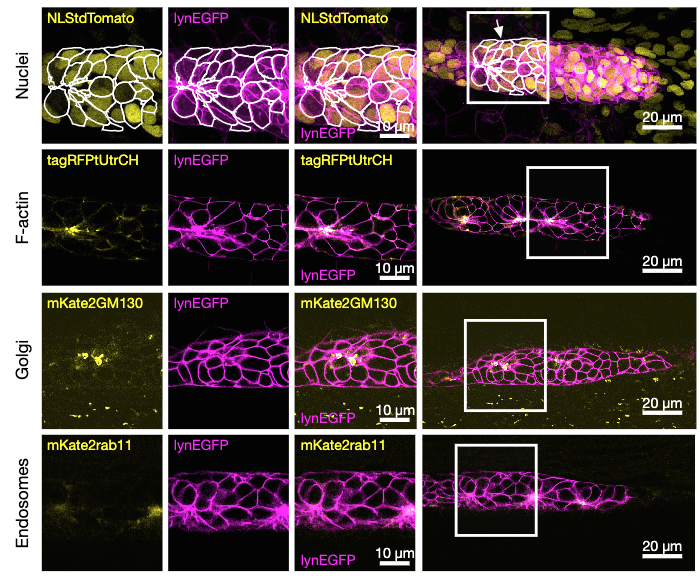 Nuclei
NLStdTomato
lynEGFP
NLStdTomato
lynEGFP
10 µm
20 µm
F-actin
tagRFPtUtrCH
lynEGFP
tagRFPtUtrCH
lynEGFP
10 µm
20 µm
Golgi
mKate2GM130
lynEGFP
mKate2GM130
lynEGFP
10 µm
20 µm
Endosomes
mKate2rab11
lynEGFP
mKate2rab11
lynEGFP
10 µm
20 µm